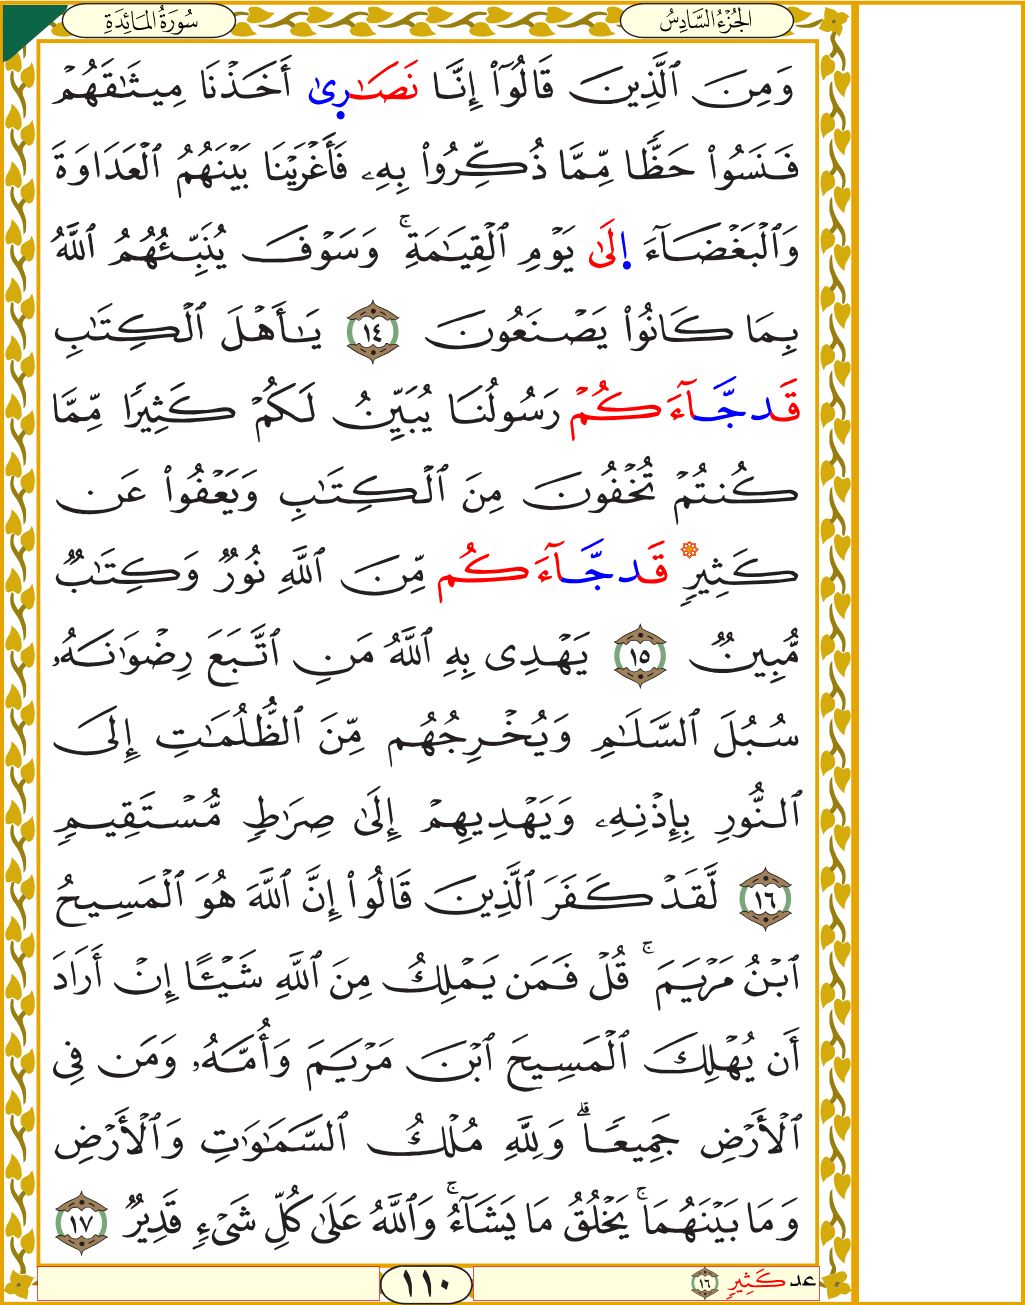 سُورَةُ المَائِدَةِ
الجُزْءُ السَّادِسُ
وَمِنَ ٱلَّذِينَ قَالُوٓاْ إِنَّا نَصَٰرِىٰٓ أَخَذۡنَا مِيثَٰقَهُمۡ
فَنَسُواْ حَظّٗا مِّمَّا ذُكِّرُواْ بِهِۦ فَأَغۡرَيۡنَا بَيۡنَهُمُ ٱلۡعَدَاوَةَ
وَٱلۡبَغۡضَآءَ اِلَىٰ يَوۡمِ ٱلۡقِيَٰمَةِۚ وَسَوۡفَ يُنَبِّئُهُمُ ٱللَّهُ
بِمَا كَانُواْ يَصۡنَعُونَ ١٤ يَٰٓأَهۡلَ ٱلۡكِتَٰبِ
قَد جَّآءَكُمۡ رَسُولُنَا يُبَيِّنُ لَكُمۡ كَثِيرٗا مِّمَّا
كُنتُمۡ تُخۡفُونَ مِنَ ٱلۡكِتَٰبِ وَيَعۡفُواْ عَن
كَثِيرٖ قَد جَّآءَكُم مِّنَ ٱللَّهِ نُورٞ وَكِتَٰبٞ
مُّبِينٞ ١٥ يَهۡدِي بِهِ ٱللَّهُ مَنِ ٱتَّبَعَ رِضۡوَٰنَهُۥ
سُبُلَ ٱلسَّلَٰمِ وَيُخۡرِجُهُم مِّنَ ٱلظُّلُمَٰتِ إِلَى
ٱلنُّورِ بِإِذۡنِهِۦ وَيَهۡدِيهِمۡ إِلَىٰ صِرَٰطٖ مُّسۡتَقِيمٖ
١٦ لَّقَدۡ كَفَرَ ٱلَّذِينَ قَالُوٓاْ إِنَّ ٱللَّهَ هُوَ ٱلۡمَسِيحُ
ٱبۡنُ مَرۡيَمَۚ قُلۡ فَمَن يَمۡلِكُ مِنَ ٱللَّهِ شَيۡـًٔا إِنۡ أَرَادَ
أَن يُهۡلِكَ ٱلۡمَسِيحَ ٱبۡنَ مَرۡيَمَ وَأُمَّهُۥ وَمَن فِي
ٱلۡأَرۡضِ جَمِيعٗاۗ وَلِلَّهِ مُلۡكُ ٱلسَّمَٰوَٰتِ وَٱلۡأَرۡضِ
وَمَا بَيۡنَهُمَاۚ يَخۡلُقُ مَا يَشَآءُۚ وَٱللَّهُ عَلَىٰ كُلِّ شَيۡءٖ قَدِيرٞ ١٧
عد كَثِيرٖ ١٦
١١٠